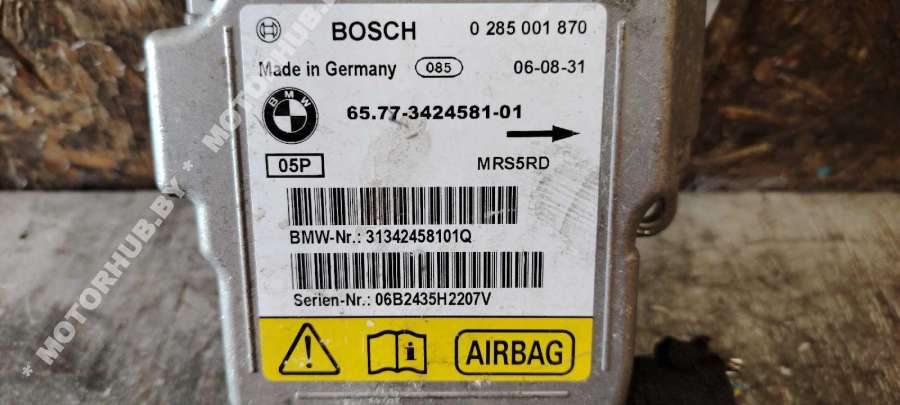 BOSCH 0 285 001 870
Made in Germany 085 06-08-31
BMW 65.77-3424581-01
05P MRS5RD
BMW-Nr.: 31342458101Q
Serien-Nr.: 06B2435H2207V
AIRBAG
* MOTORHUB.BY * MOTORHUB.BY *